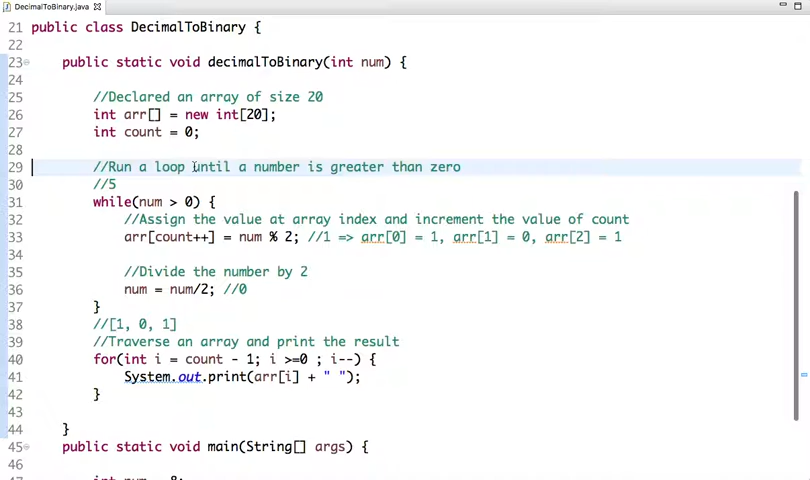 DecimalToBinary.java
21 public class DecimalToBinary {
22
23 public static void decimalToBinary(int num) {
24
25 //Declared an array of size 20
26 int arr[] = new int[20];
27 int count = 0;
28
29 //Run a loop until a number is greater than zero
30 //5
31 while(num > 0) {
32 //Assign the value at array index and increment the value of count
33 arr[count++] = num % 2; //1 => arr[0] = 1, arr[1] = 0, arr[2] = 1
34
35 //Divide the number by 2
36 num = num/2; //0
37 }
38 //[1, 0, 1]
39 //Traverse an array and print the result
40 for(int i = count - 1; i >=0 ; i--) {
41 System.out.print(arr[i] + " ");
42 }
43
44 }
45 public static void main(String[] args) {
46